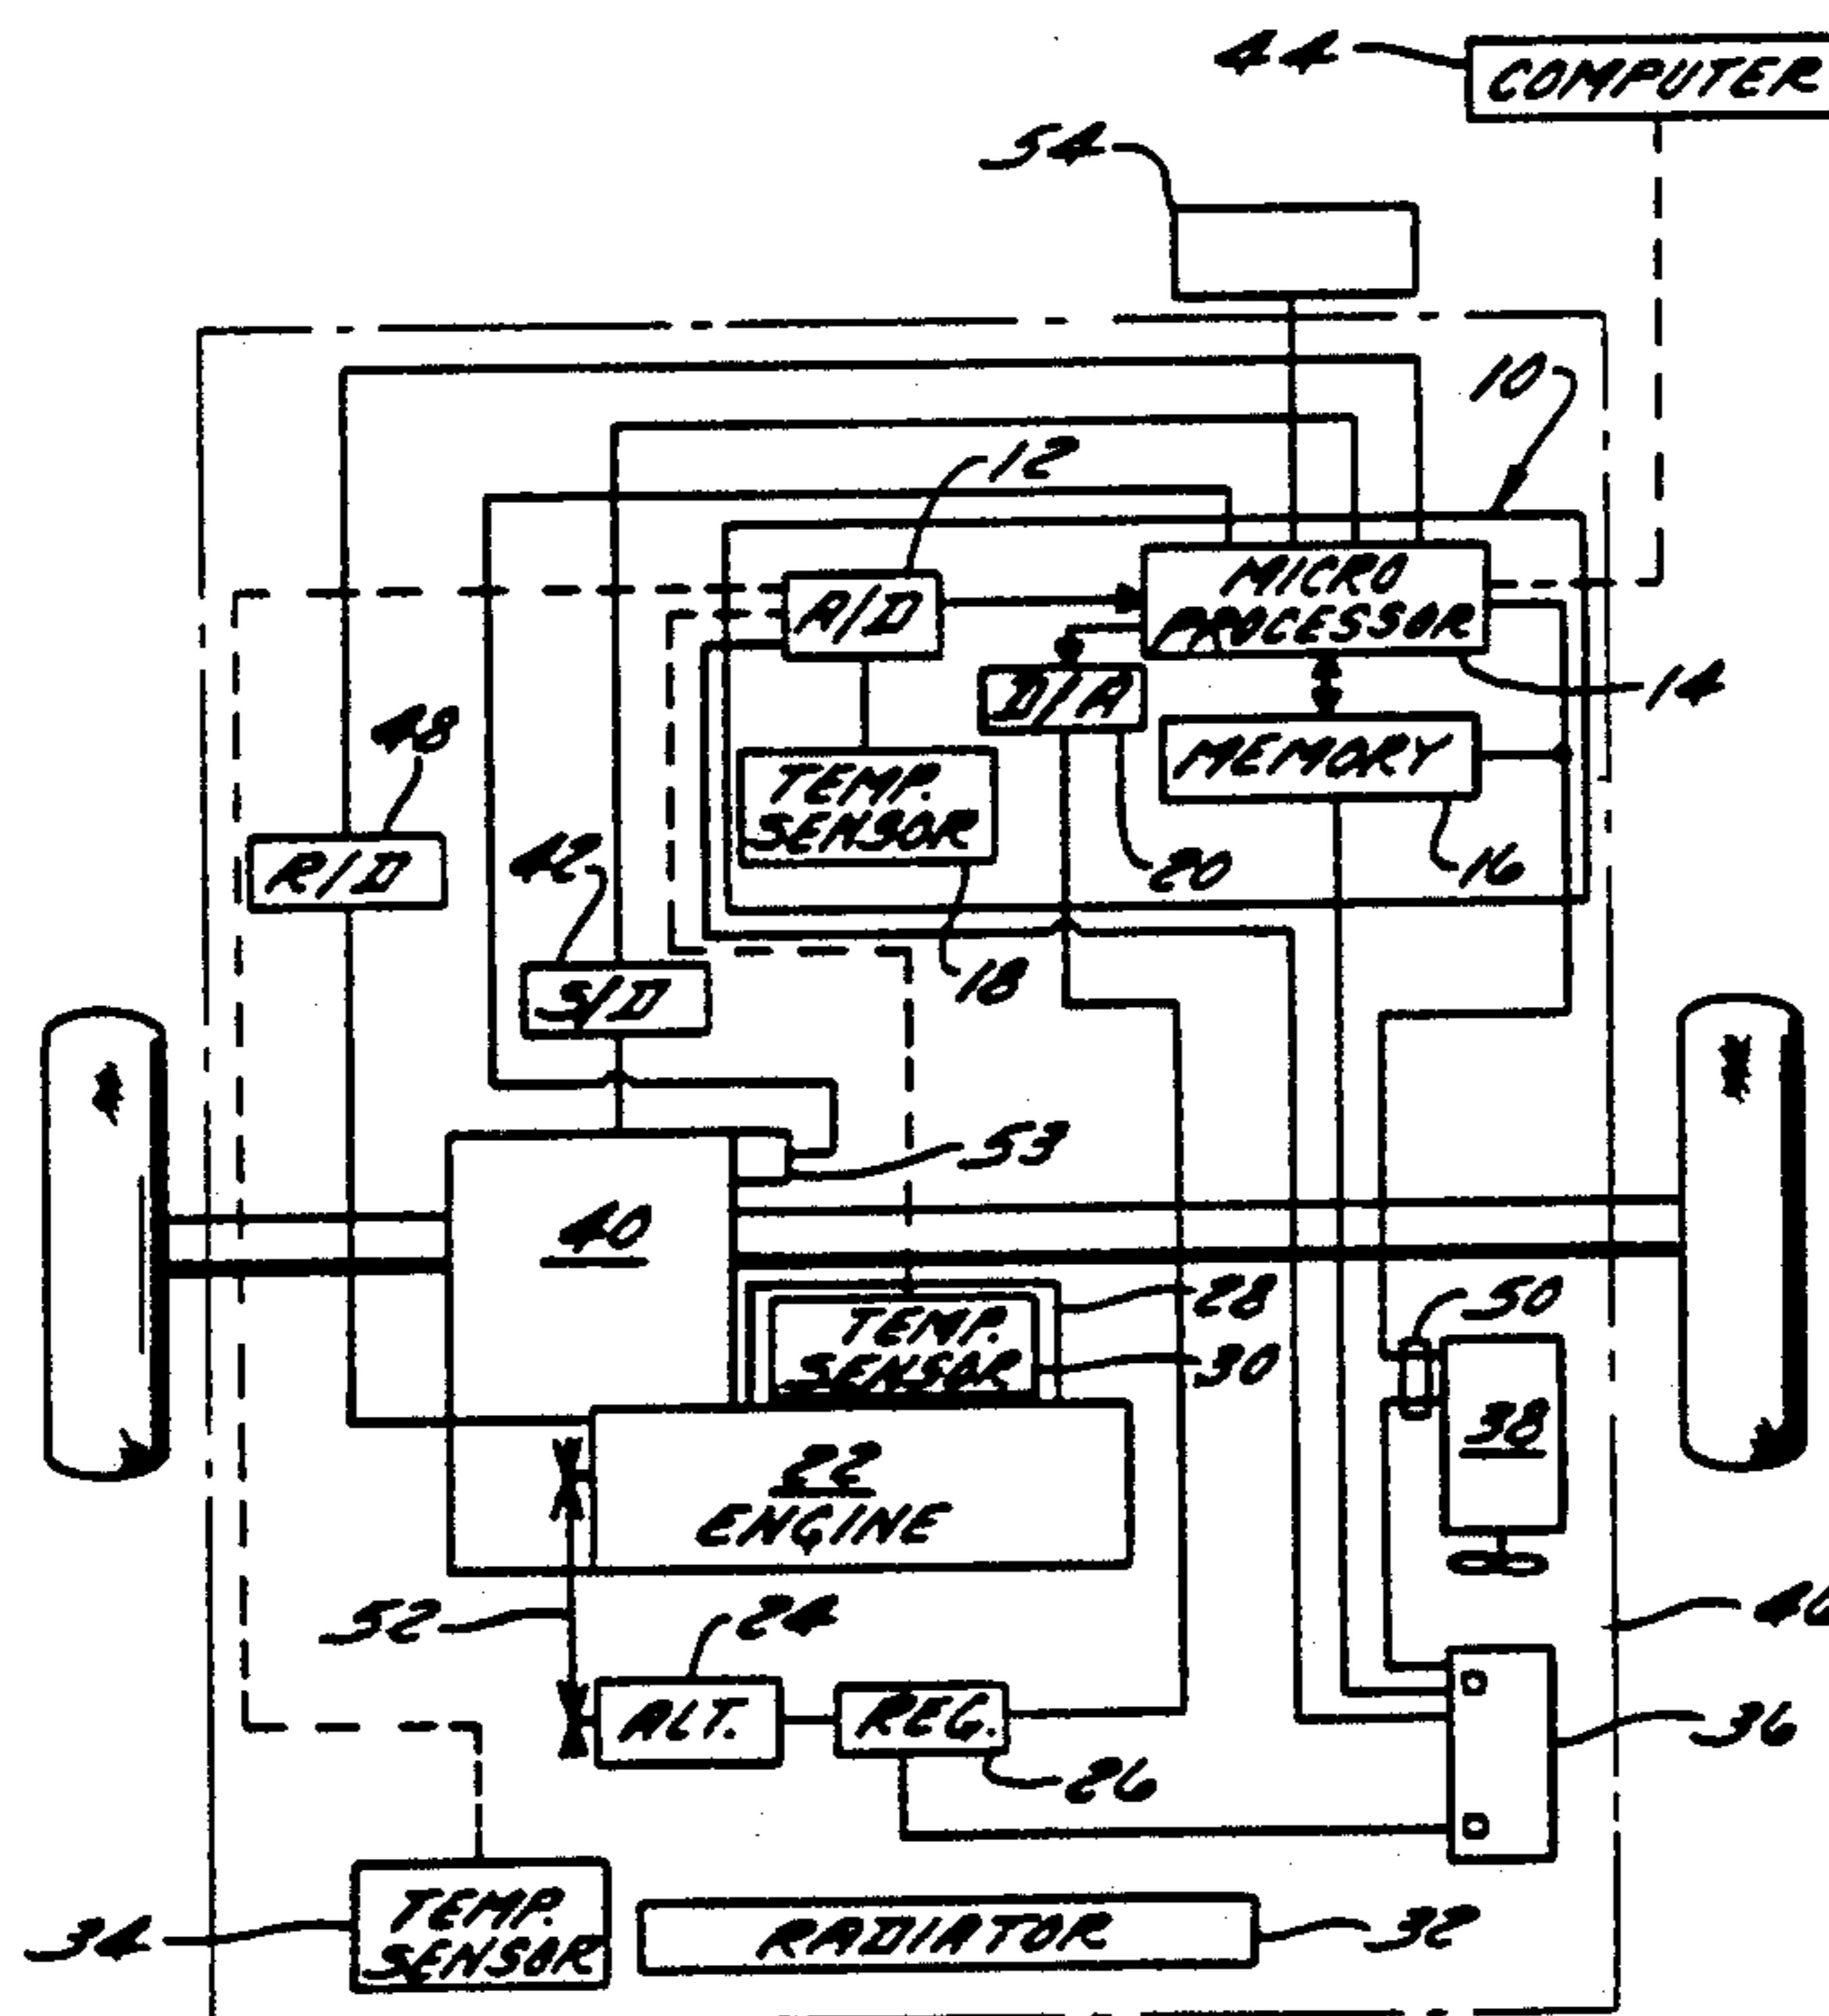 44
COMPUTER
54
10
12
MICRO
PROCESSOR
A/D
14
D/A
48
MEMORY
TEMP.
SENSOR
42
20
16
R/D
18
S/D
53
40
28
50
TEMP.
SENSOR
30
38
22
ENGINE
52
24
ALT.
REG.
36
26
34
TEMP.
SENSOR
RADIATOR
32